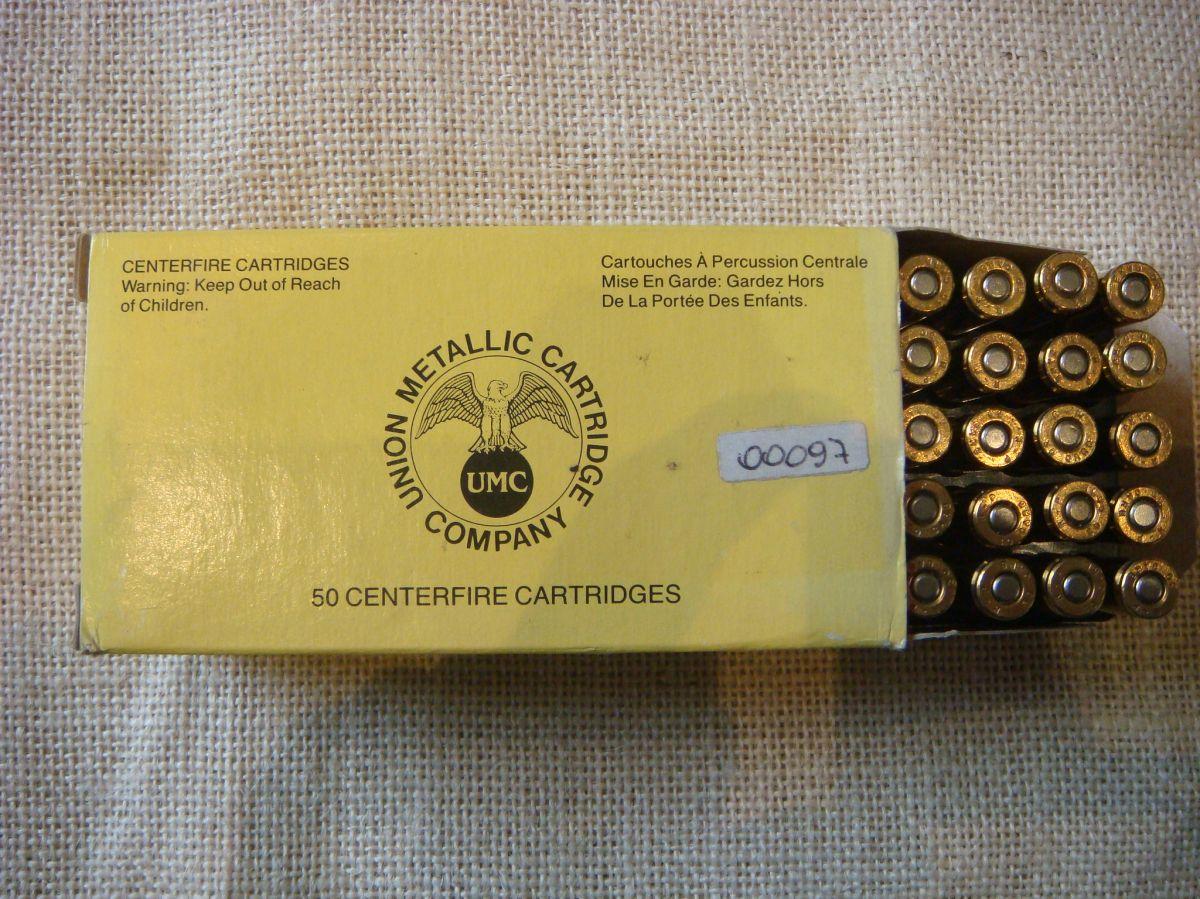 CENTERFIRE CARTRIDGES
Warning: Keep Out of Reach
of Children.
Cartouches À Percussion Centrale
Mise En Garde: Gardez Hors
De La Portée Des Enfants.
UNION METALLIC CARTRIDGE COMPANY
UMC
00097
50 CENTERFIRE CARTRIDGES